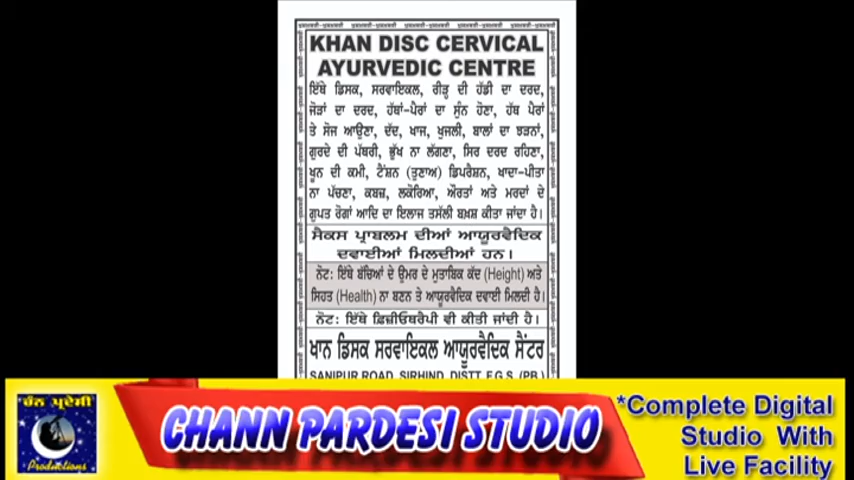 KHAN DISC CERVICAL
AYURVEDIC CENTRE
ਇੱਥੇ ਡਿਸਕ, ਸਰਵਾਇਕਲ, ਰੀੜ੍ਹ ਦੀ ਹੱਡੀ ਦਾ ਦਰਦ,
ਜੋੜਾਂ ਦਾ ਦਰਦ, ਹੱਥਾਂ-ਪੈਰਾਂ ਦਾ ਸੁੰਨ ਹੋਣਾ, ਹੱਥ ਪੈਰਾਂ
ਤੇ ਸੋਜ ਆਉਣਾ, ਦੱਦ, ਖਾਜ, ਖੁਜਲੀ, ਬਾਲਾਂ ਦਾ ਝੜਨਾਂ,
ਗੁਰਦੇ ਦੀ ਪੱਥਰੀ, ਭੁੱਖ ਨਾ ਲੱਗਣਾ, ਸਿਰ ਦਰਦ ਰਹਿਣਾ,
ਖੂਨ ਦੀ ਕਮੀ, ਟੈਂਸ਼ਨ (ਤੁਣਾਅ) ਡਿਪਰੈਸ਼ਨ, ਖਾਦਾ-ਪੀਤਾ
ਨਾ ਪੱਚਣਾ, ਕਬਜ਼, ਲਕੋਰਿਆ, ਔਰਤਾਂ ਅਤੇ ਮਰਦਾਂ ਦੇ
ਗੁਪਤ ਰੋਗਾਂ ਆਦਿ ਦਾ ਇਲਾਜ ਤਸੱਲੀ ਬਖ਼ਸ਼ ਕੀਤਾ ਜਾਂਦਾ ਹੈ।
ਸੈਕਸ ਪ੍ਰਾਬਲਮ ਦੀਆਂ ਆਯੂਰਵੈਦਿਕ
ਦਵਾਈਆਂ ਮਿਲਦੀਆਂ ਹਨ।
ਨੋਟ: ਇੱਥੇ ਬੱਚਿਆਂ ਦੇ ਉਮਰ ਦੇ ਮੁਤਾਬਿਕ ਕੱਦ (Height) ਅਤੇ
ਸਿਹਤ (Health) ਨਾ ਬਣਨ ਤੇ ਆਯੂਰਵੈਦਿਕ ਦਵਾਈ ਮਿਲਦੀ ਹੈ।
ਨੋਟ: ਇੱਥੇ ਫ਼ਿਜ਼ੀਓਥਰੈਪੀ ਵੀ ਕੀਤੀ ਜਾਂਦੀ ਹੈ।
ਖਾਨ ਡਿਸਕ ਸਰਵਾਇਕਲ ਆਯੂਰਵੈਦਿਕ ਸੈਂਟਰ
SANIPUR ROAD, SIRHIND, DISTT. F.G.S. (PB.)
ਚੰਨ ਪ੍ਰਦੇਸੀ
Productions
CHANN PARDESI STUDIO
*Complete Digital
Studio With
Live Facility